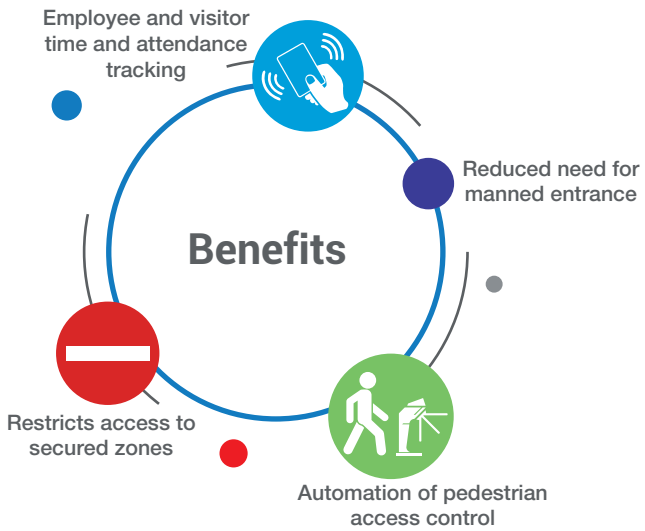 Employee and visitor
time and attendance
tracking
Reduced need for
manned entrance
Benefits
Restricts access to
secured zones
Automation of pedestrian
access control